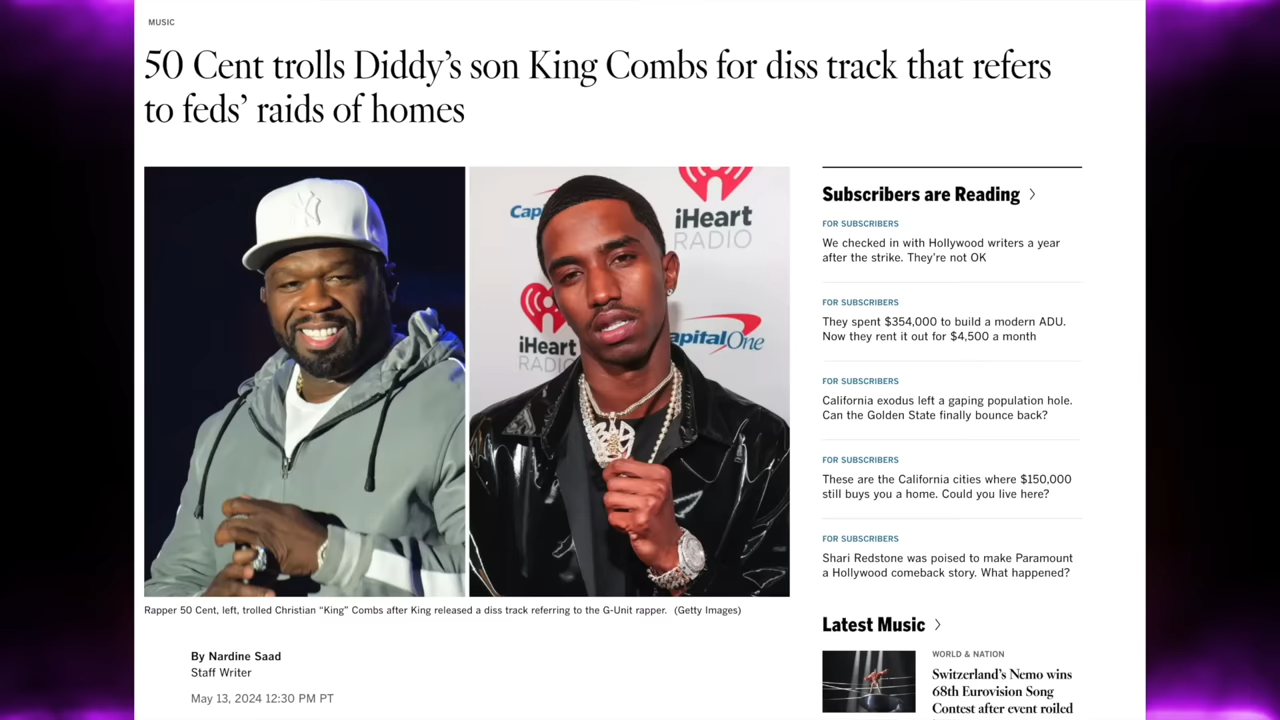 MUSIC
50 Cent trolls Diddy’s son King Combs for diss track that refers
to feds’ raids of homes
iHeart
RADIO
iHeart
RADIO
CapitalOne
Rapper 50 Cent, left, trolled Christian “King” Combs after King released a diss track referring to the G-Unit rapper. (Getty Images)
By Nardine Saad
Staff Writer
May 13, 2024 12:30 PM PT
Subscribers are Reading
FOR SUBSCRIBERS
We checked in with Hollywood writers a year
after the strike. They’re not OK
FOR SUBSCRIBERS
They spent $354,000 to build a modern ADU.
Now they rent it out for $4,500 a month
FOR SUBSCRIBERS
California exodus left a gaping population hole.
Can the Golden State finally bounce back?
FOR SUBSCRIBERS
These are the California cities where $150,000
still buys you a home. Could you live here?
FOR SUBSCRIBERS
Shari Redstone was poised to make Paramount
a Hollywood comeback story. What happened?
Latest Music
WORLD & NATION
Switzerland’s Nemo wins
68th Eurovision Song
Contest after event roiled